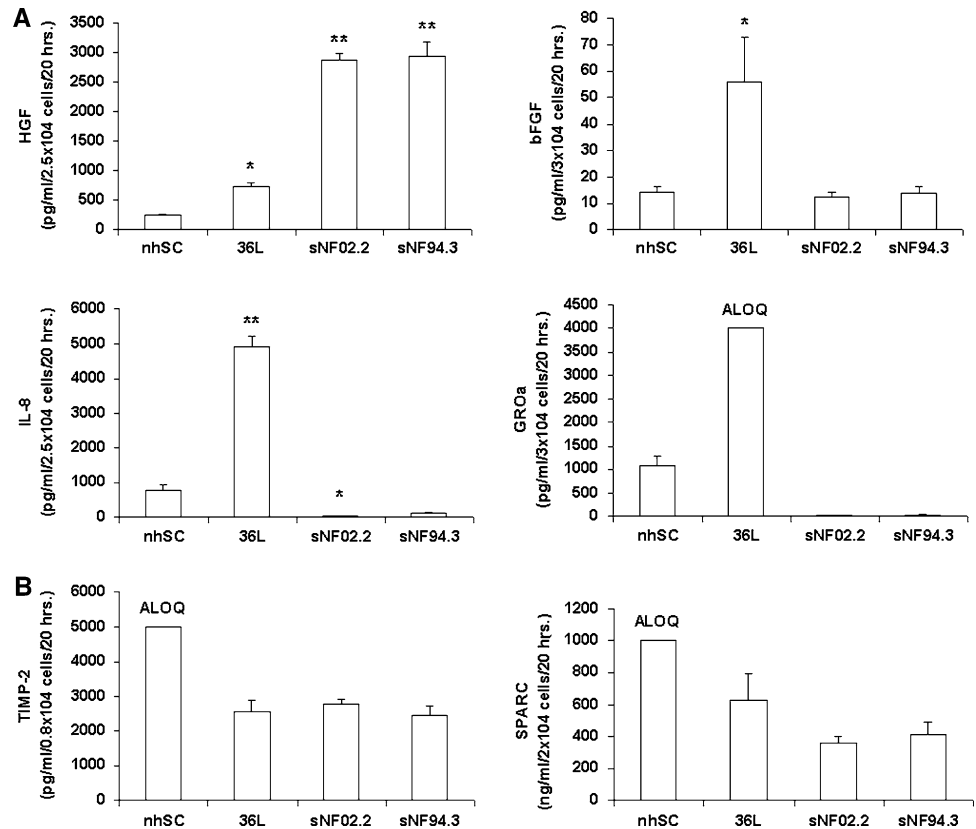 A
HGF
(pg/ml/2.5x104 cells/20 hrs.)
3500
3000
2500
2000
1500
1000
500
0
*
**
**
nhSC 36L sNF02.2 sNF94.3
bFGF
(pg/ml/3x104 cells/20 hrs.)
80
70
60
50
40
30
20
10
0
*
nhSC 36L sNF02.2 sNF94.3
IL-8
(pg/ml/2.5x104 cells/20 hrs.)
6000
5000
4000
3000
2000
1000
0
**
*
nhSC 36L sNF02.2 sNF94.3
GROa
(pg/ml/3x104 cells/20 hrs.)
4500
4000
3500
3000
2500
2000
1500
1000
500
0
ALOQ
nhSC 36L sNF02.2 sNF94.3
B
TIMP-2
(pg/ml/0.8x104 cells/20 hrs.)
6000
5000
4000
3000
2000
1000
0
ALOQ
nhSC 36L sNF02.2 sNF94.3
SPARC
(ng/ml/2x104 cells/20 hrs.)
1200
1000
800
600
400
200
0
ALOQ
nhSC 36L sNF02.2 sNF94.3